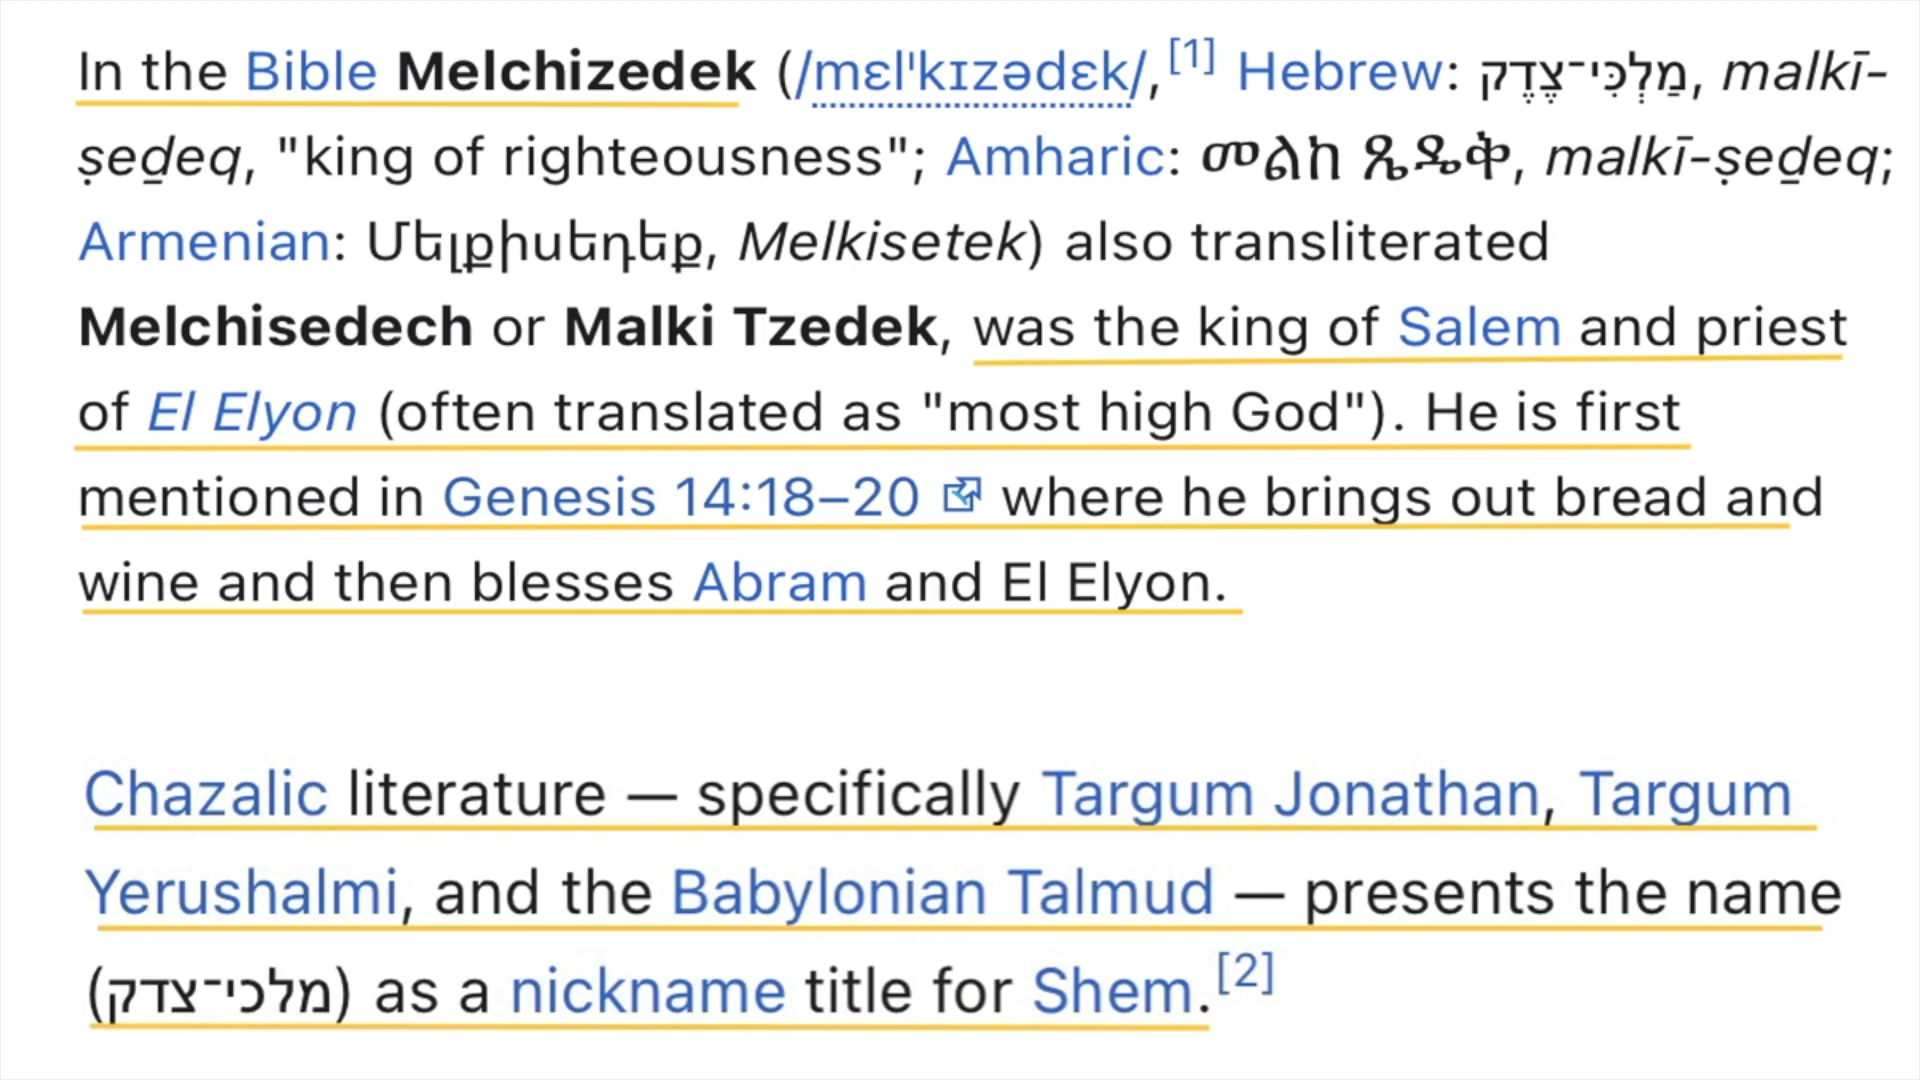 In the Bible Melchizedek (/mɛlˈkɪzədɛk/,[1] Hebrew: מַלְכִּי־צֶדֶק, malkī-
ṣeḏeq, "king of righteousness"; Amharic: መልከ ጼዴቅ, malkī-ṣeḏeq;
Armenian: Մելքիսեդեք, Melkisetek) also transliterated
Melchisedech or Malki Tzedek, was the king of Salem and priest
of El Elyon (often translated as "most high God"). He is first
mentioned in Genesis 14:18–20 where he brings out bread and
wine and then blesses Abram and El Elyon.
Chazalic literature — specifically Targum Jonathan, Targum
Yerushalmi, and the Babylonian Talmud — presents the name
(מלכי־צדק) as a nickname title for Shem.[2]